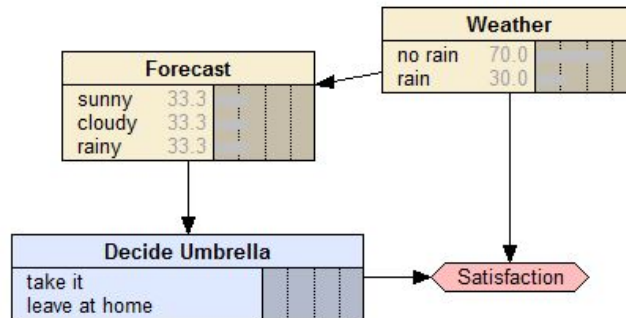 Weather
no rain 70.0
rain 30.0
Forecast
sunny 33.3
cloudy 33.3
rainy 33.3
Decide Umbrella
take it
leave at home
Satisfaction